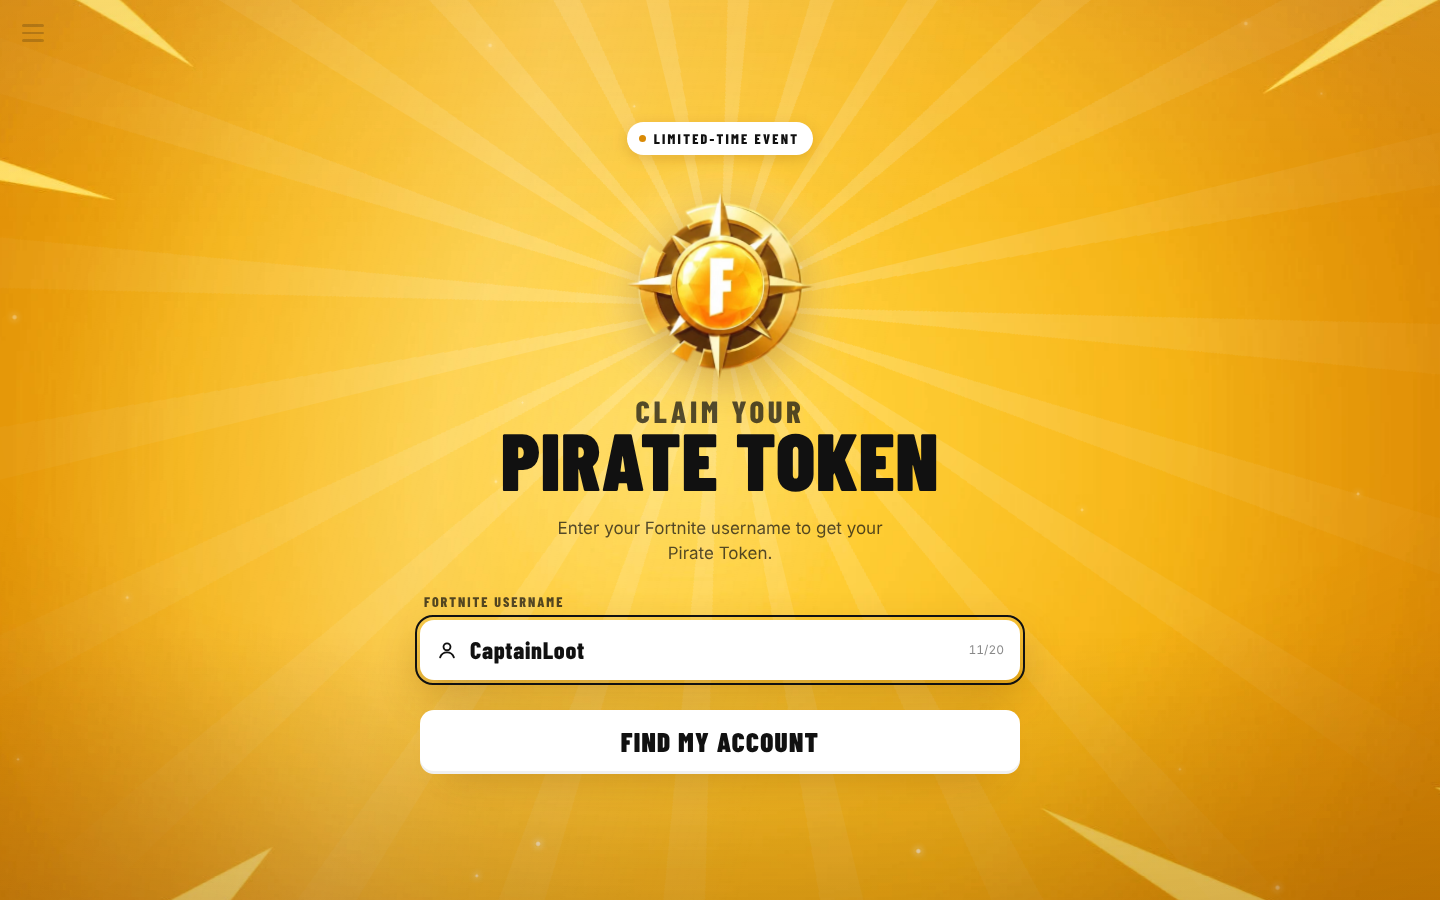 LIMITED-TIME EVENT
F
CLAIM YOUR
PIRATE TOKEN
Enter your Fortnite username to get your
Pirate Token.
FORTNITE USERNAME
CaptainLoot
11/20
FIND MY ACCOUNT